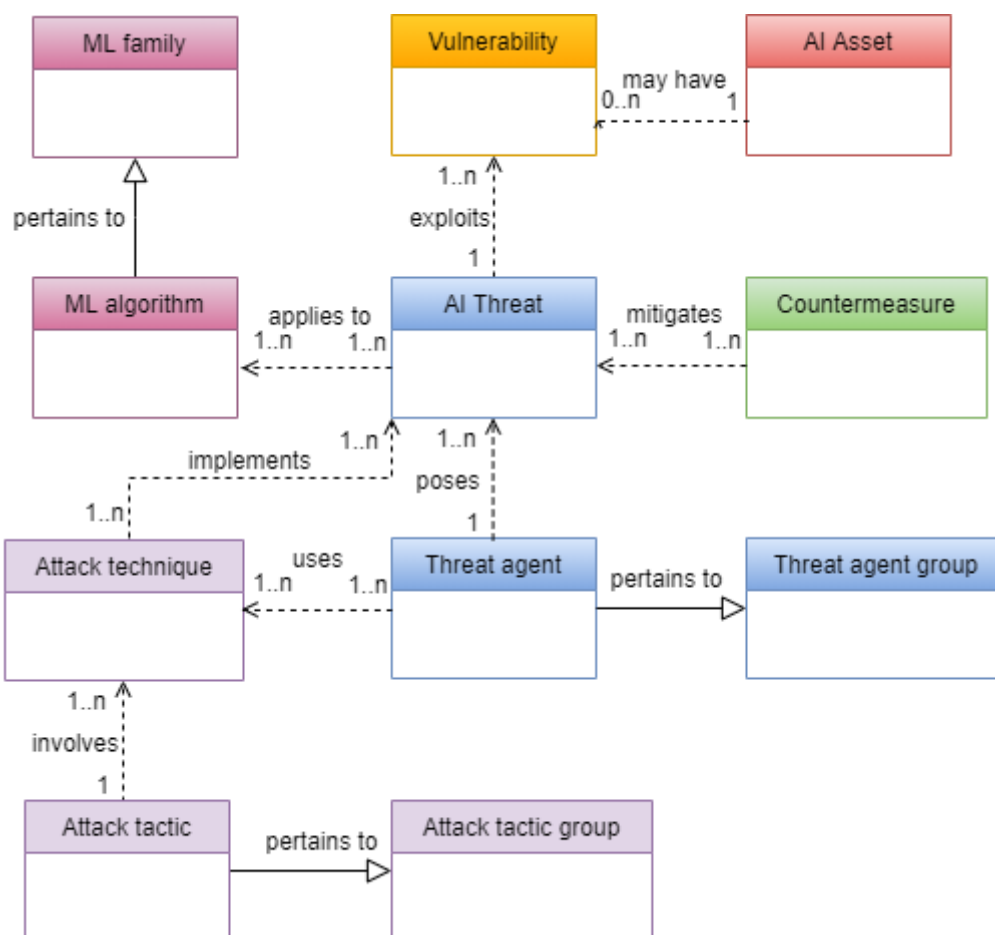 ML family
Vulnerability
AI Asset
may have
0..n
1
1..n
pertains to
exploits
1
ML algorithm
AI Threat
Countermeasure
applies to
mitigates
1..n
1..n
1..n
1..n
1..n
1..n
implements
poses
1..n
1
Attack technique
Threat agent
Threat agent group
uses
pertains to
1..n
1..n
1..n
involves
1
Attack tactic
Attack tactic group
pertains to